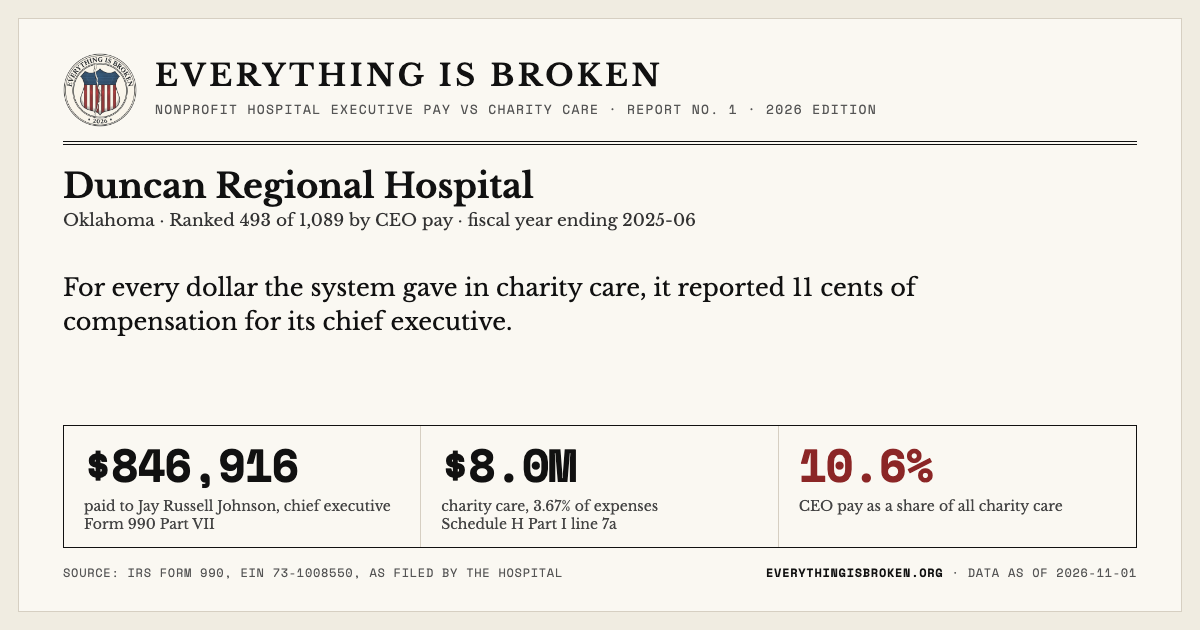 EVERYTHING IS BROKEN
2026
EVERYTHING IS BROKEN
NONPROFIT HOSPITAL EXECUTIVE PAY VS CHARITY CARE · REPORT NO. 1 · 2026 EDITION
Duncan Regional Hospital
Oklahoma · Ranked 493 of 1,089 by CEO pay · fiscal year ending 2025-06
For every dollar the system gave in charity care, it reported 11 cents of
compensation for its chief executive.
$846,916
paid to Jay Russell Johnson, chief executive
Form 990 Part VII
$8.0M
charity care, 3.67% of expenses
Schedule H Part I line 7a
10.6%
CEO pay as a share of all charity care
SOURCE: IRS FORM 990, EIN 73-1008550, AS FILED BY THE HOSPITAL
EVERYTHINGISBROKEN.ORG · DATA AS OF 2026-11-01